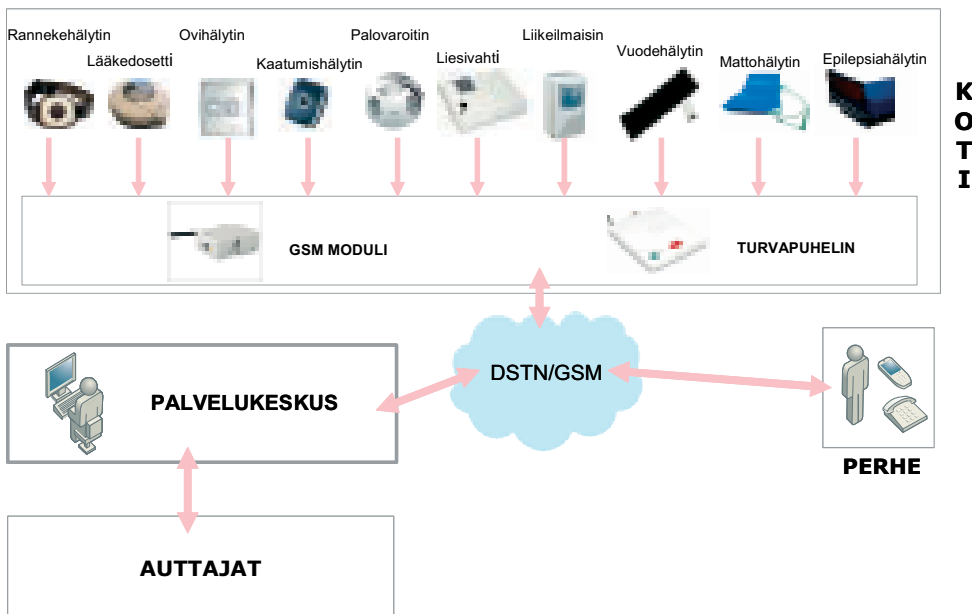 Rannekehälytin
Lääkedosetti
Ovihälytin
Kaatumishälytin
Palovaroitin
Liesivahti
Liikeilmaisin
Vuodehälytin
Mattohälytin
Epilepsiahälytin
K
O
T
I
GSM MODULI
TURVAPUHELIN
DSTN/GSM
PALVELUKESKUS
PERHE
AUTTAJAT